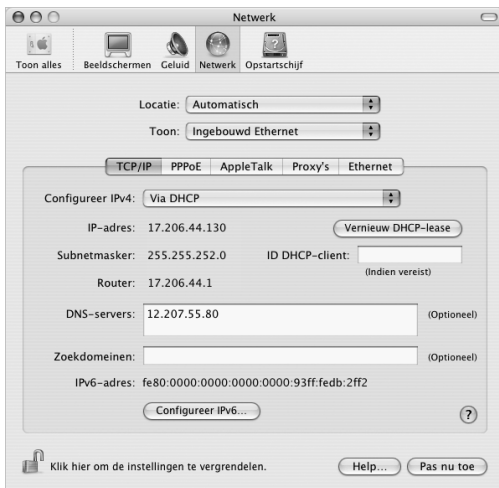 Netwerk
Toon alles Beeldschermen Geluid Netwerk Opstartschijf
Locatie: Automatisch
Toon: Ingebouwd Ethernet
TCP/IP PPPoE AppleTalk Proxy's Ethernet
Configureer IPv4: Via DHCP
IP-adres: 17.206.44.130 Vernieuw DHCP-lease
Subnetmasker: 255.255.252.0 ID DHCP-client:
(Indien vereist)
Router: 17.206.44.1
DNS-servers: 12.207.55.80 (Optioneel)
Zoekdomeinen: (Optioneel)
IPv6-adres: fe80:0000:0000:0000:0000:93ff:fedb:2ff2
Configureer IPv6... ?
Klik hier om de instellingen te vergrendelen. Help... Pas nu toe